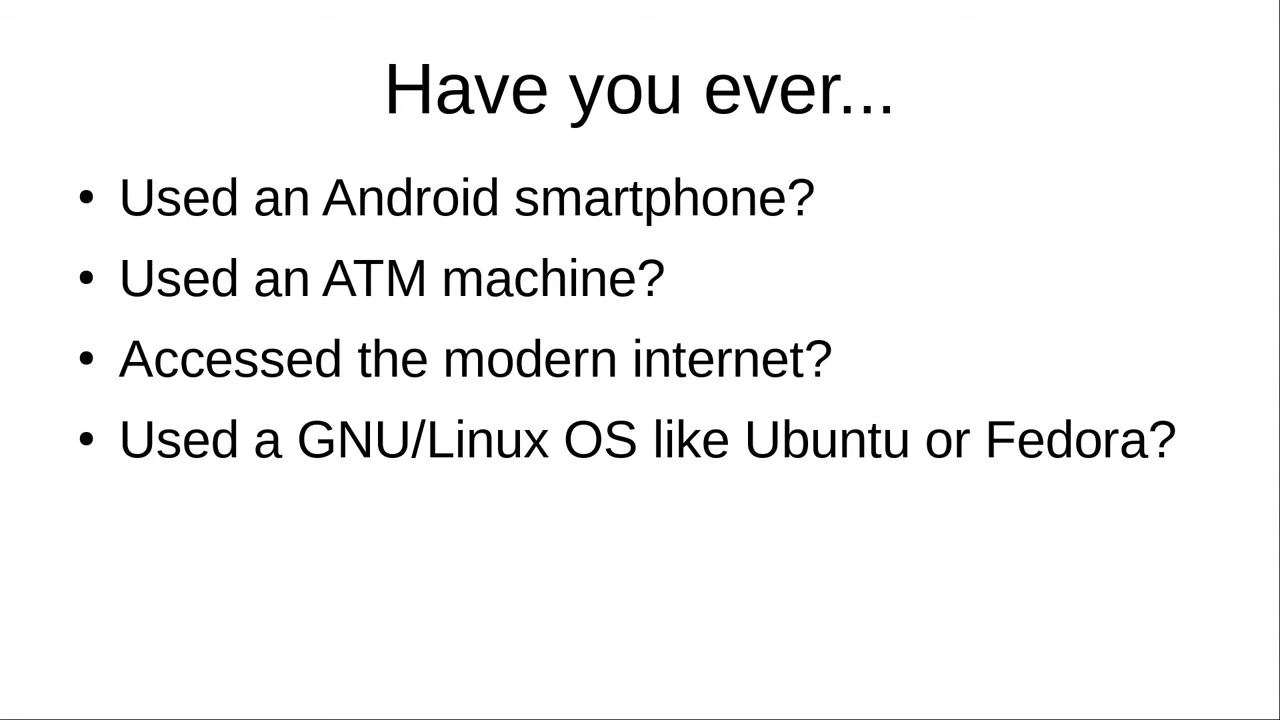 Have you ever...
• Used an Android smartphone?
• Used an ATM machine?
• Accessed the modern internet?
• Used a GNU/Linux OS like Ubuntu or Fedora?